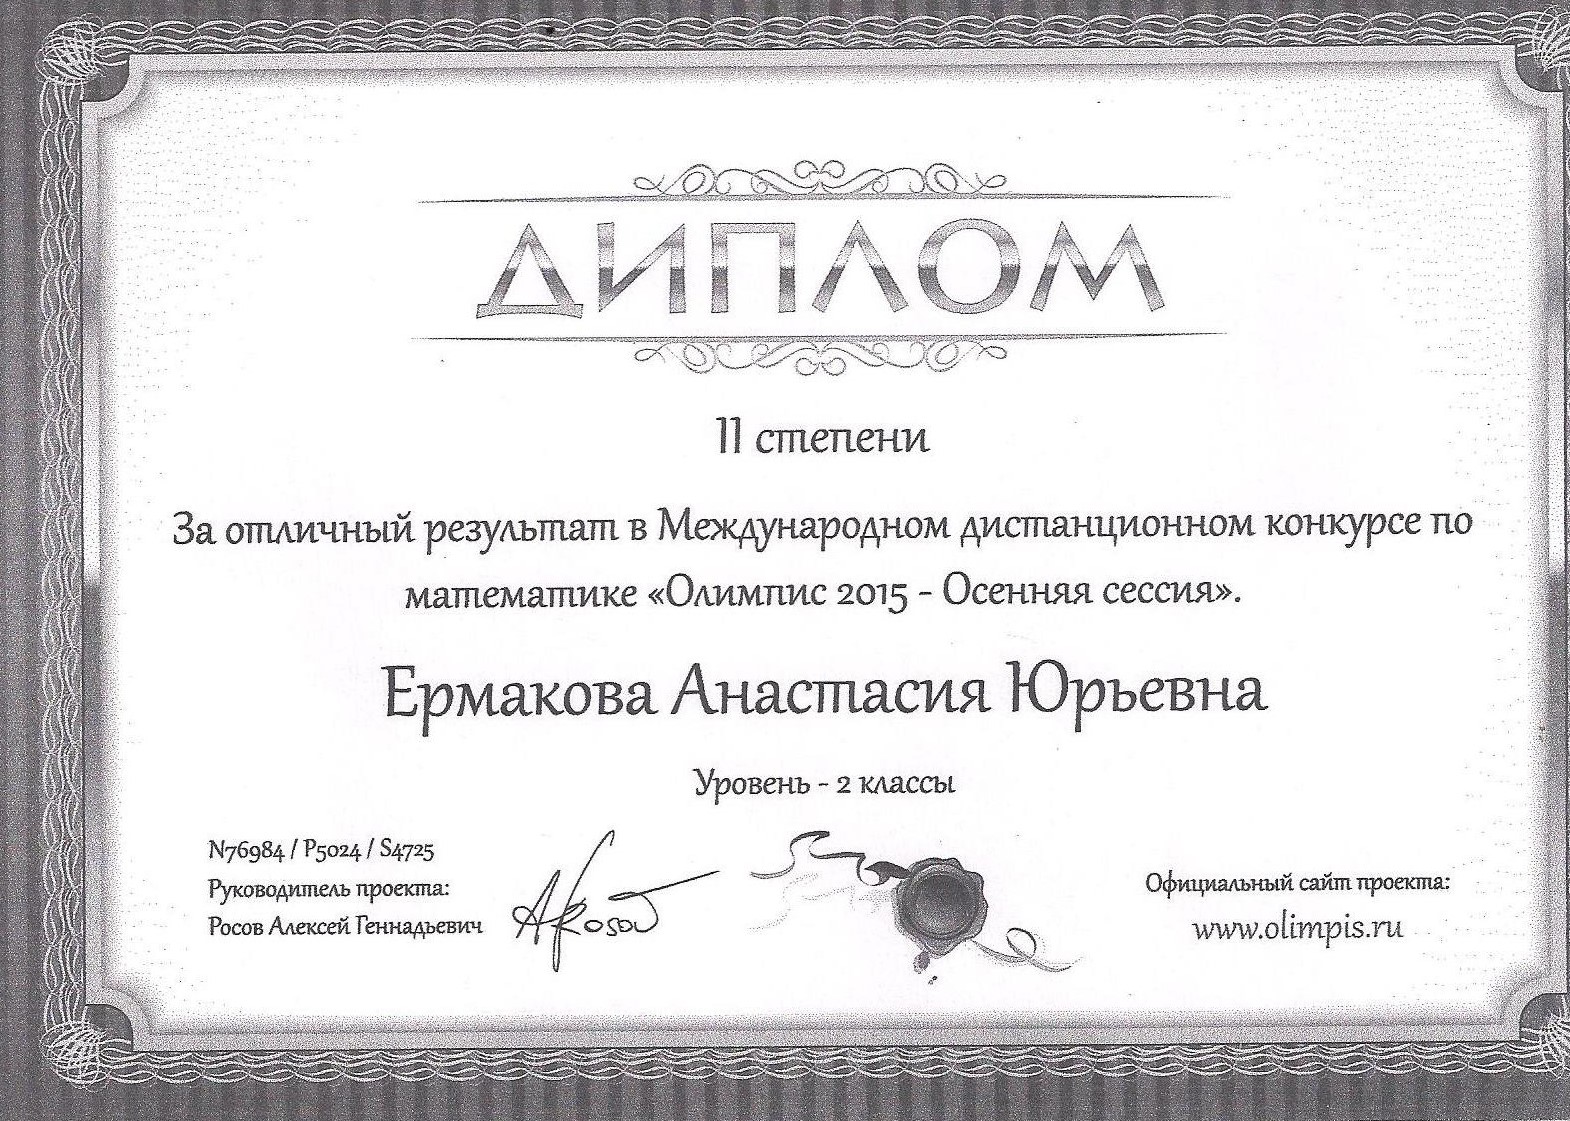 ДИПЛОМ
II степени
За отличный результат в Международном дистанционном конкурсе по
математике «Олимпис 2015 - Осенняя сессия».
Ермакова Анастасия Юрьевна
Уровень - 2 классы
N76984 / P5024 / S4725
Руководитель проекта:
Росов Алексей Геннадьевич
ARosov
Официальный сайт проекта:
www.olimpis.ru